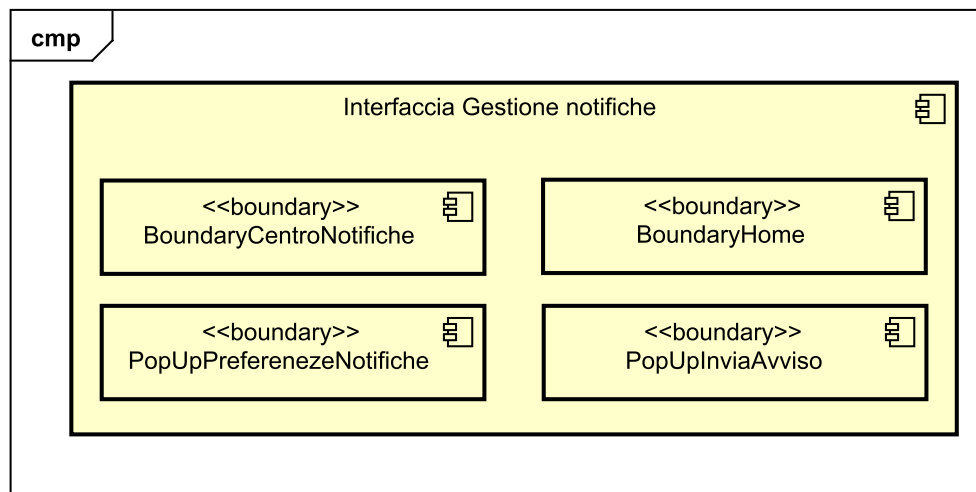 cmp
Interfaccia Gestione notifiche
<<boundary>>
BoundaryCentroNotifiche
<<boundary>>
BoundaryHome
<<boundary>>
PopUpPreferenezeNotifiche
<<boundary>>
PopUpInviaAvviso